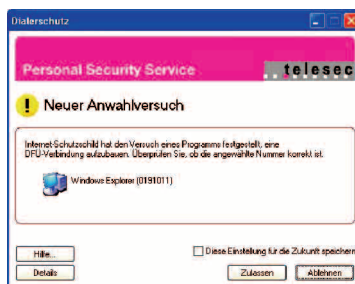 Dialerschutz
Personal Security Service
telesec
Neuer Anwahlversuch
Internet-Schutzschild hat den Versuch eines Programms festgestellt, eine
DFÜ-Verbindung aufzubauen. Überprüfen Sie, ob die angewählte Nummer korrekt ist.
Windows Explorer (0191011)
Hilfe...
Diese Einstellung für die Zukunft speichern
Details
Zulassen
Ablehnen